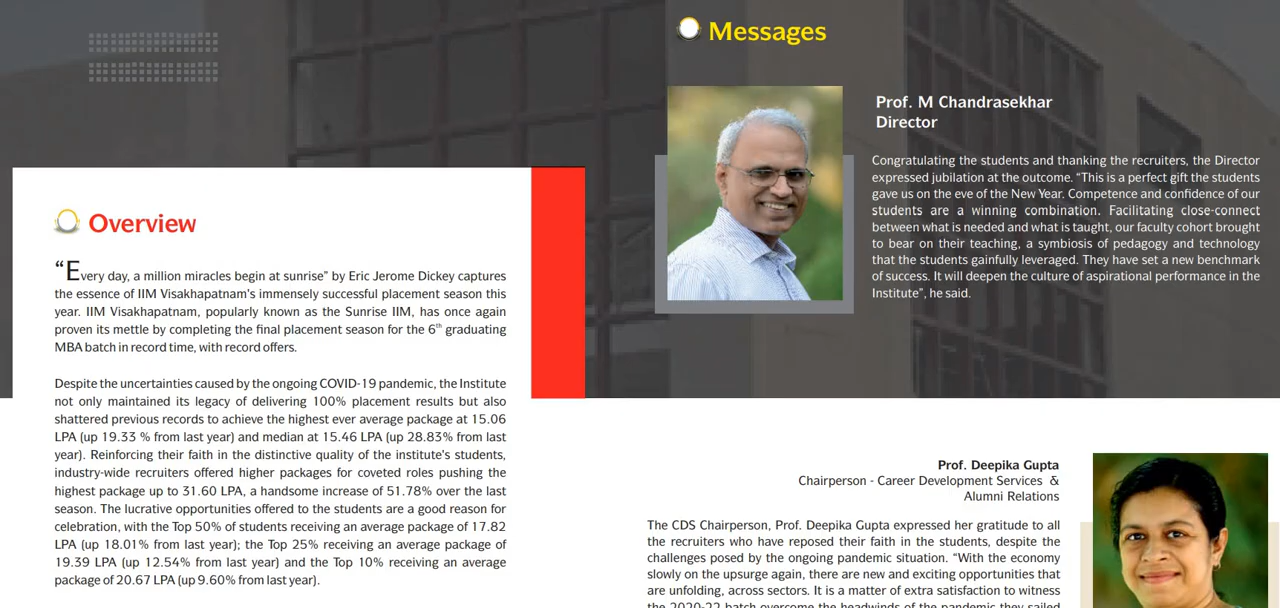 Overview
“Every day, a million miracles begin at sunrise” by Eric Jerome Dickey captures
the essence of IIM Visakhapatnam's immensely successful placement season this
year. IIM Visakhapatnam, popularly known as the Sunrise IIM, has once again
proven its mettle by completing the final placement season for the 6th graduating
MBA batch in record time, with record offers.
Despite the uncertainties caused by the ongoing COVID-19 pandemic, the Institute
not only maintained its legacy of delivering 100% placement results but also
shattered previous records to achieve the highest ever average package at 15.06
LPA (up 19.33 % from last year) and median at 15.46 LPA (up 28.83% from last
year). Reinforcing their faith in the distinctive quality of the institute's students,
industry-wide recruiters offered higher packages for coveted roles pushing the
highest package up to 31.60 LPA, a handsome increase of 51.78% over the last
season. The lucrative opportunities offered to the students are a good reason for
celebration, with the Top 50% of students receiving an average package of 17.82
LPA (up 18.01% from last year); the Top 25% receiving an average package of
19.39 LPA (up 12.54% from last year) and the Top 10% receiving an average
package of 20.67 LPA (up 9.60% from last year).
Messages
Prof. M Chandrasekhar
Director
Congratulating the students and thanking the recruiters, the Director
expressed jubilation at the outcome. “This is a perfect gift the students
gave us on the eve of the New Year. Competence and confidence of our
students are a winning combination. Facilitating close-connect
between what is needed and what is taught, our faculty cohort brought
to bear on their teaching, a symbiosis of pedagogy and technology
that the students gainfully leveraged. They have set a new benchmark
of success. It will deepen the culture of aspirational performance in the
Institute”, he said.
Prof. Deepika Gupta
Chairperson - Career Development Services &
Alumni Relations
The CDS Chairperson, Prof. Deepika Gupta expressed her gratitude to all
the recruiters who have reposed their faith in the students, despite the
challenges posed by the ongoing pandemic situation. “With the economy
slowly on the upsurge again, there are new and exciting opportunities that
are unfolding, across sectors. It is a matter of extra satisfaction to witness
the 2020-22 batch overcome the headwinds of the pandemic they sailed